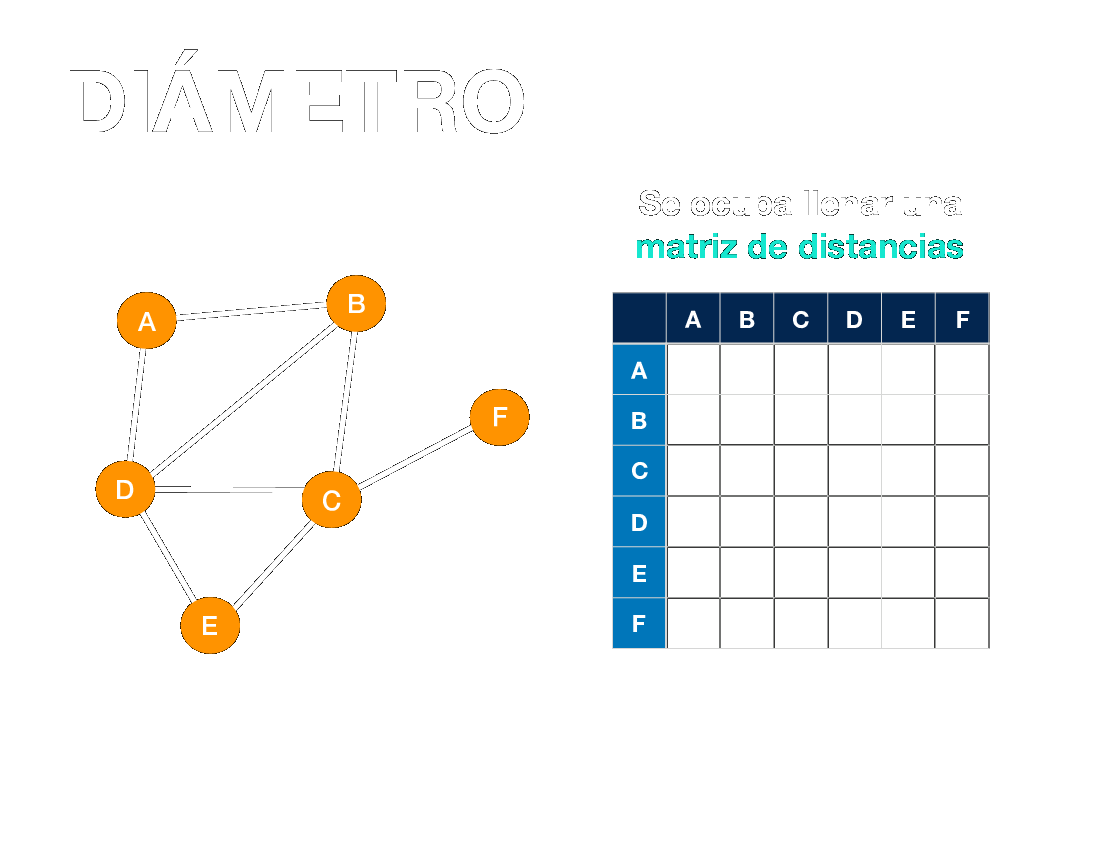 DIÁMETRO
Se ocupa llenar una
matriz de distancias
A
B
F
D
C
E
A B C D E F
A
B
C
D
E
F